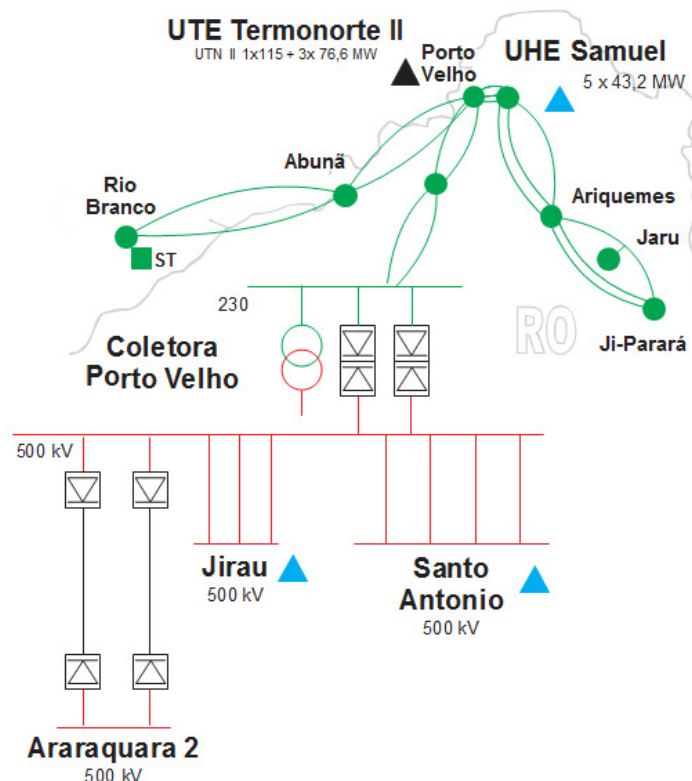 UTE Termonorte II
UTN II 1x115 + 3x 76,6 MW
Porto
Velho
UHE Samuel
5 x 43,2 MW
Abunã
Rio
Branco
ST
Ariquemes
Jaru
Ji-Parará
RO
230
Coletora
Porto Velho
500 kV
Jirau
500 kV
Santo
Antonio
500 kV
Araraquara 2
500 kV